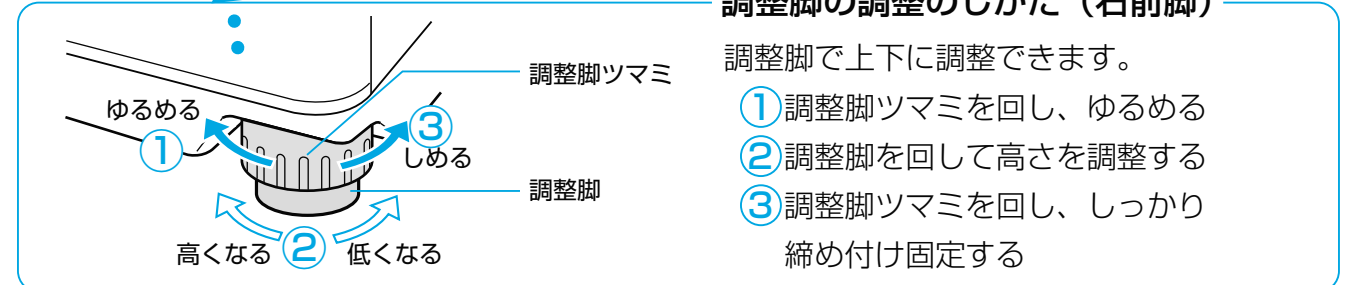 調整脚の調整のしかた（右前脚）
調整脚で上下に調整できます。
①調整脚ツマミを回し、ゆるめる
②調整脚を回して高さを調整する
③調整脚ツマミを回し、しっかり
締め付け固定する
調整脚ツマミ
ゆるめる
①
③
しめる
調整脚
高くなる
②
低くなる